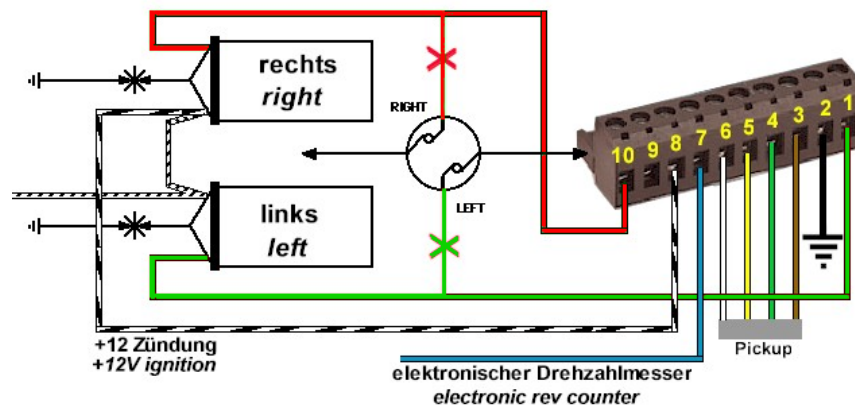 rechts
right
RIGHT
LEFT
links
left
10 9 8 7 6 5 4 3 2 1
+12 Zündung
+12V ignition
Pickup
elektronischer Drehzahlmesser
electronic rev counter